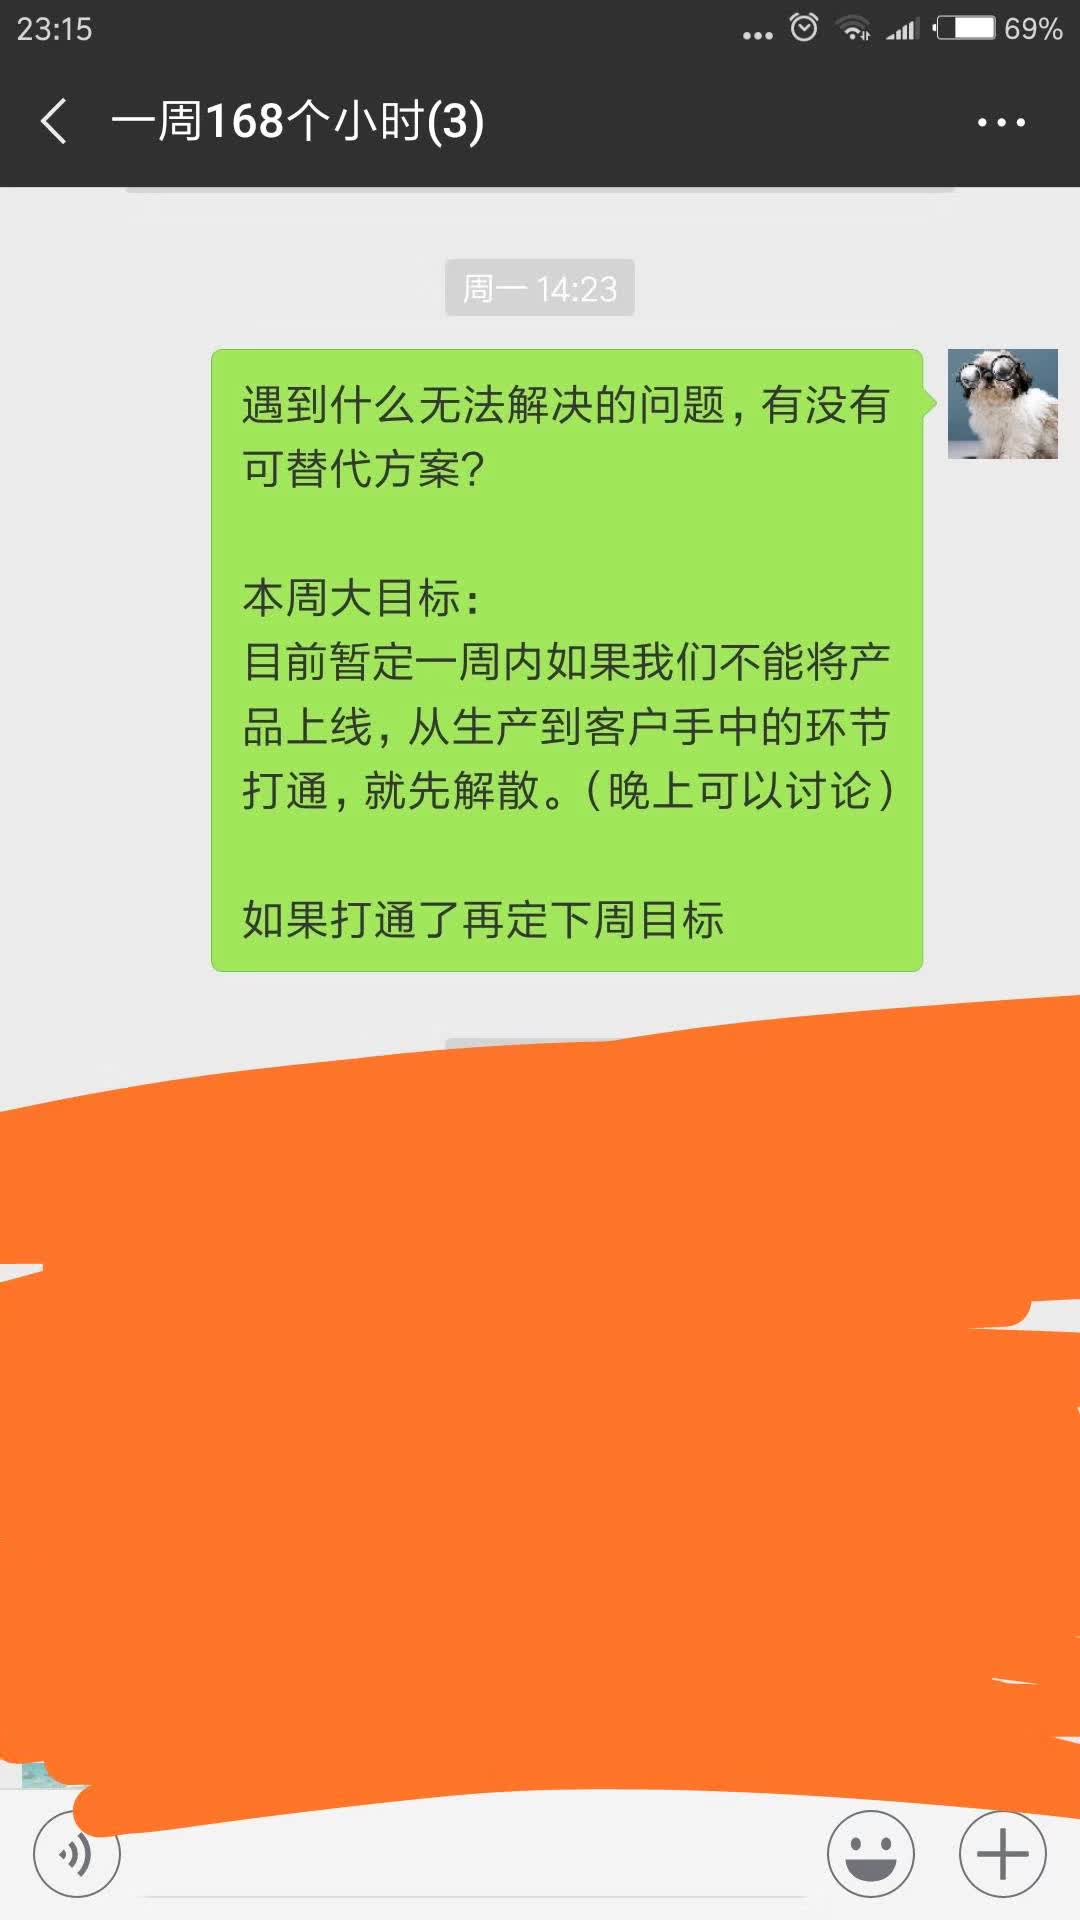 23:15
69%
一周168个小时(3)
周一 14:23
遇到什么无法解决的问题，有没有
可替代方案？
本周大目标：
目前暂定一周内如果我们不能将产
品上线，从生产到客户手中的环节
打通，就先解散。（晚上可以讨论）
如果打通了再定下周目标